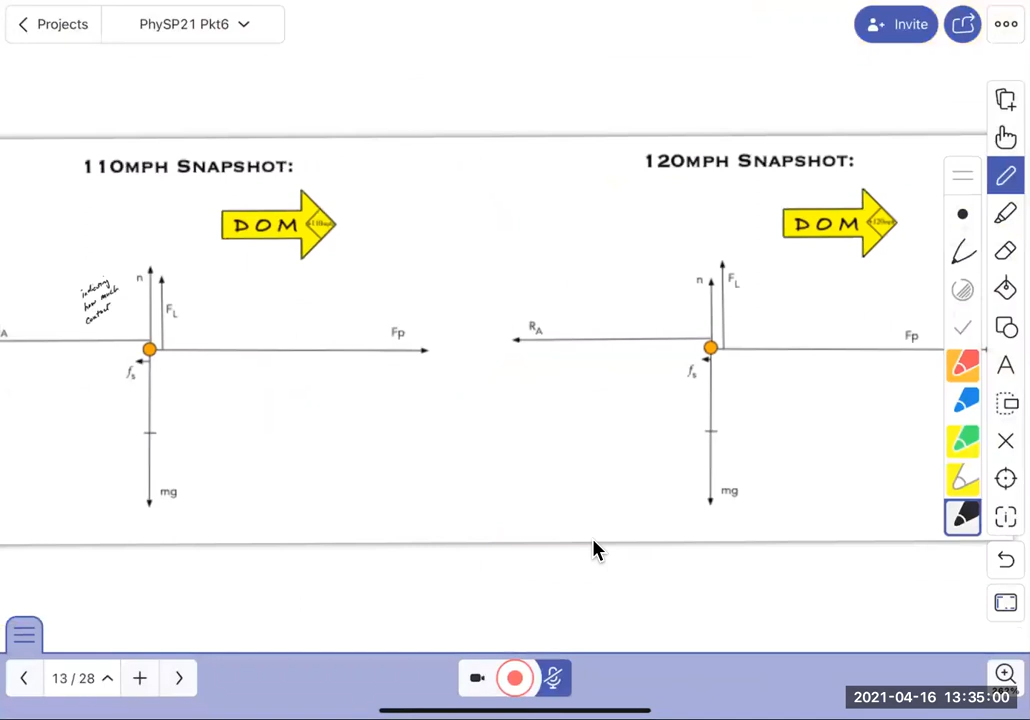 Projects
PhySP21 Pkt6
Invite
110MPH SNAPSHOT:
120MPH SNAPSHOT:
DOM
DOM
n
FL
how much
contact
A
Fp
fs
mg
n
FL
RA
Fp
fs
mg
A
13 / 28
2021-04-16 13:35:00